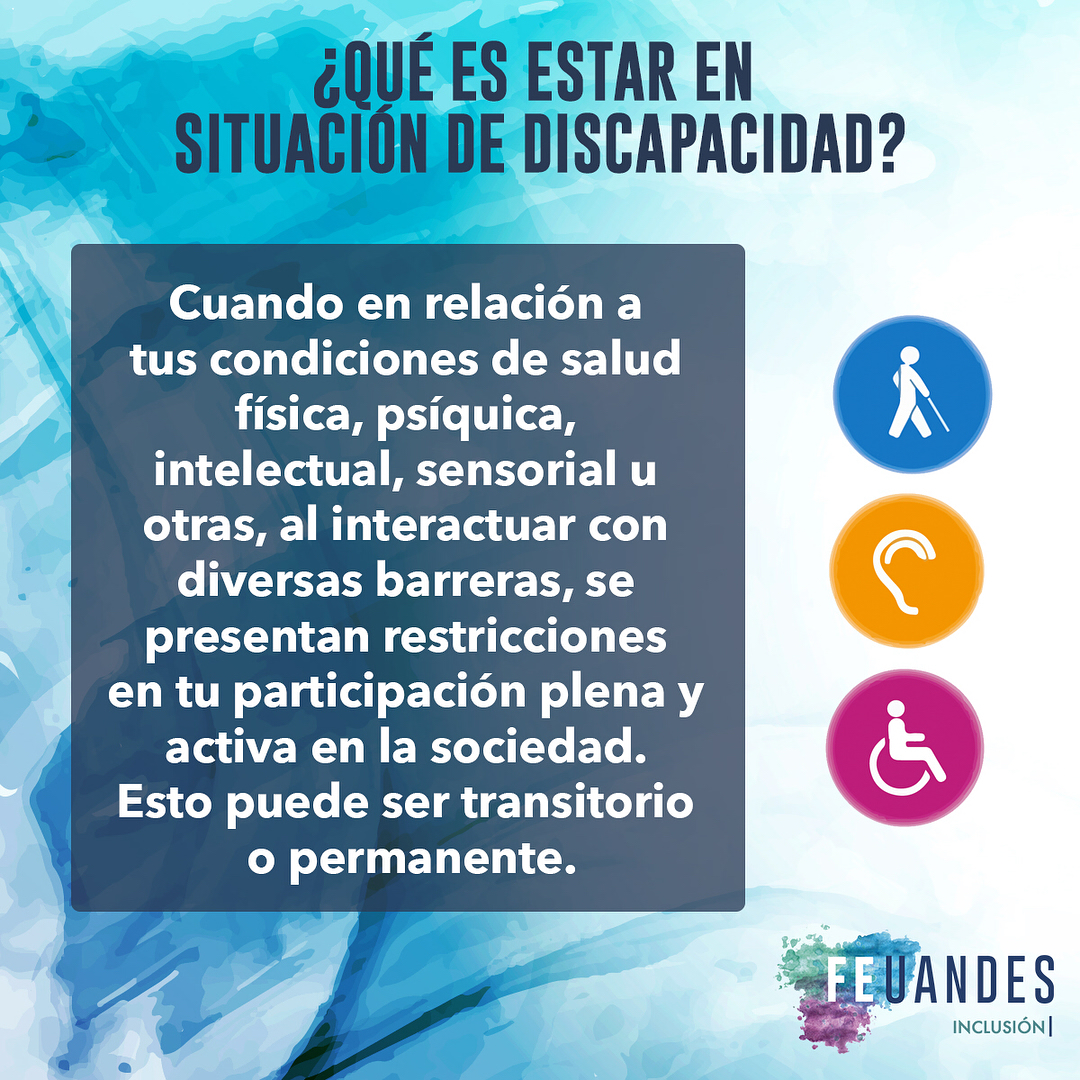 ¿QUÉ ES ESTAR EN
SITUACIÓN DE DISCAPACIDAD?
Cuando en relación a
tus condiciones de salud
física, psíquica,
intelectual, sensorial u
otras, al interactuar con
diversas barreras, se
presentan restricciones
en tu participación plena y
activa en la sociedad.
Esto puede ser transitorio
o permanente.
FEUANDES
INCLUSIÓN|